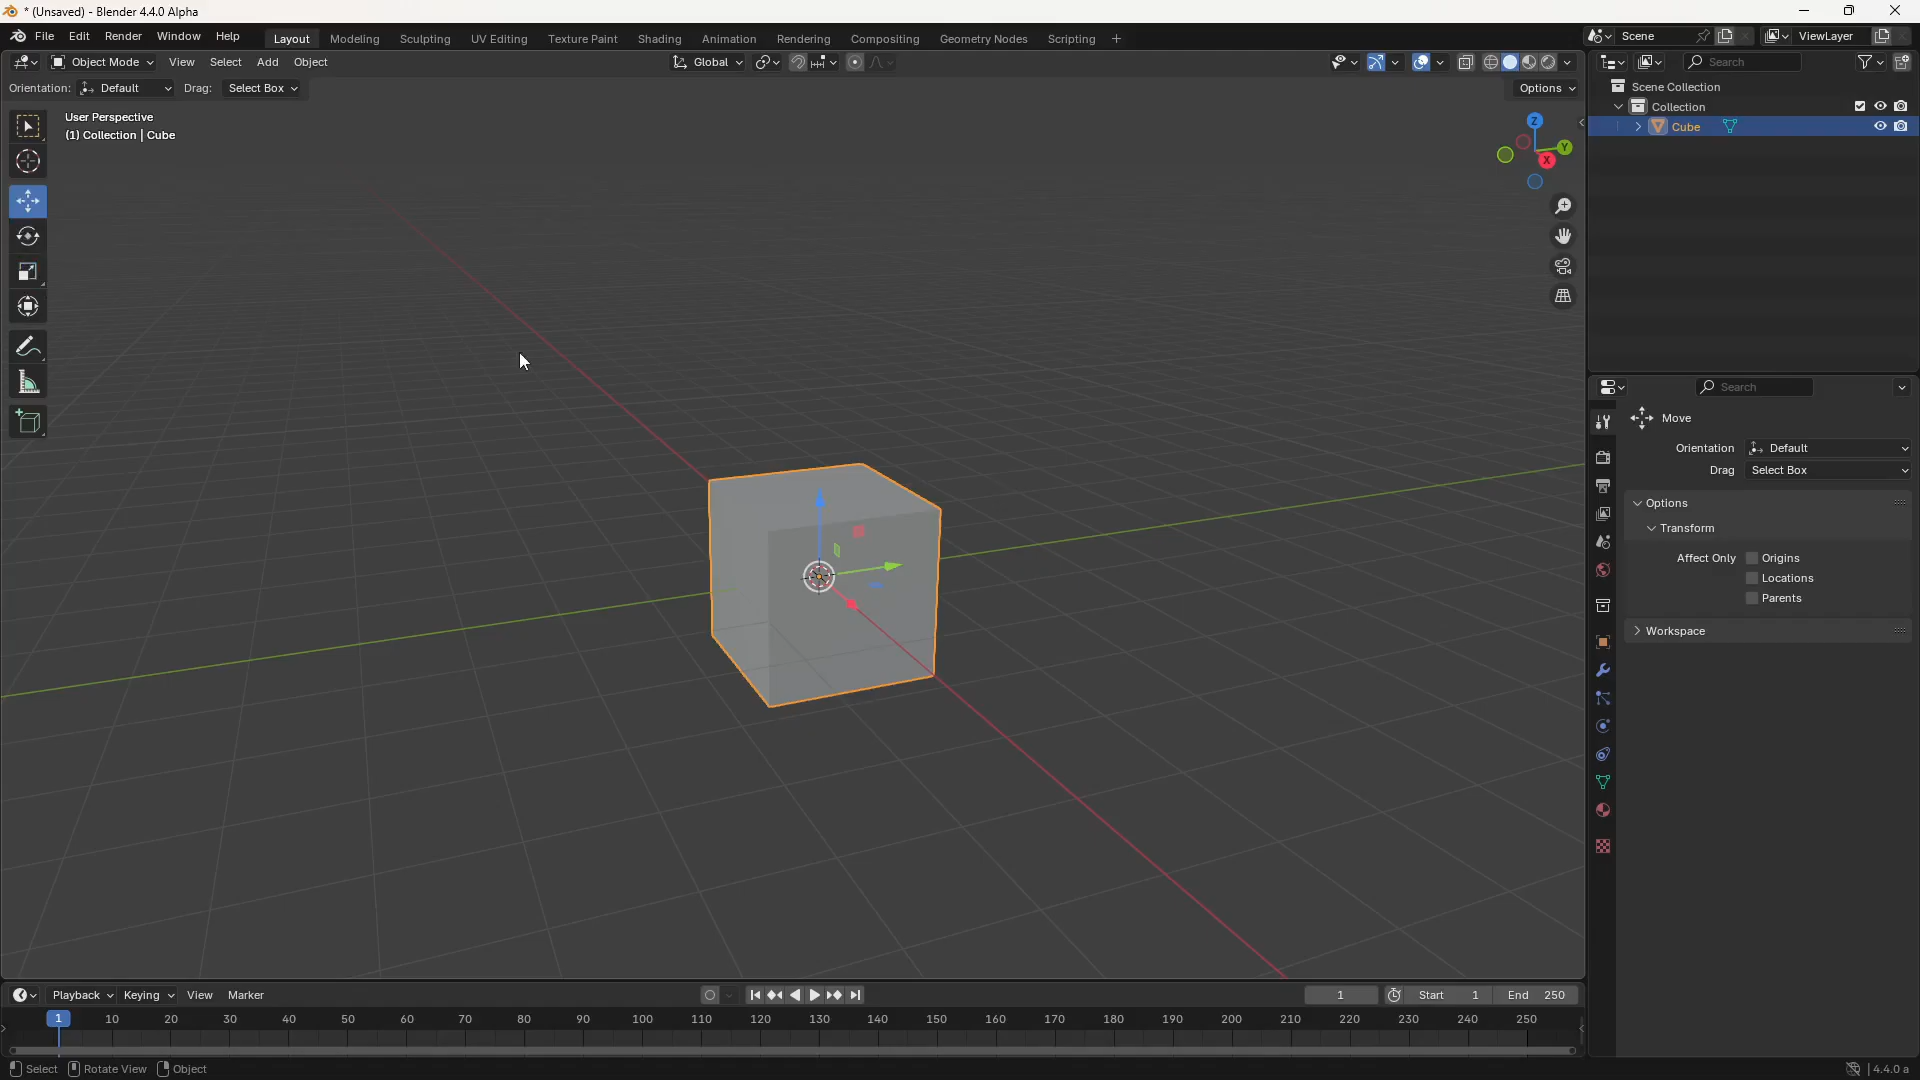 * (Unsaved) - Blender 4.4.0 Alpha
File Edit Render Window Help Layout Modeling Sculpting UV Editing Texture Paint Shading Animation Rendering Compositing Geometry Nodes Scripting + Scene ViewLayer
Object Mode View Select Add Object Global Search
Orientation: Default Drag: Select Box Options
Scene Collection
Collection
Cube
User Perspective
(1) Collection | Cube
Z
Y
X
Search
Move
Orientation Default
Drag Select Box
Options
Transform
Affect Only Origins
Locations
Parents
Workspace
Playback Keying View Marker 1 Start 1 End 250
1 10 20 30 40 50 60 70 80 90 100 110 120 130 140 150 160 170 180 190 200 210 220 230 240 250
Select Rotate View Object 4.4.0 a